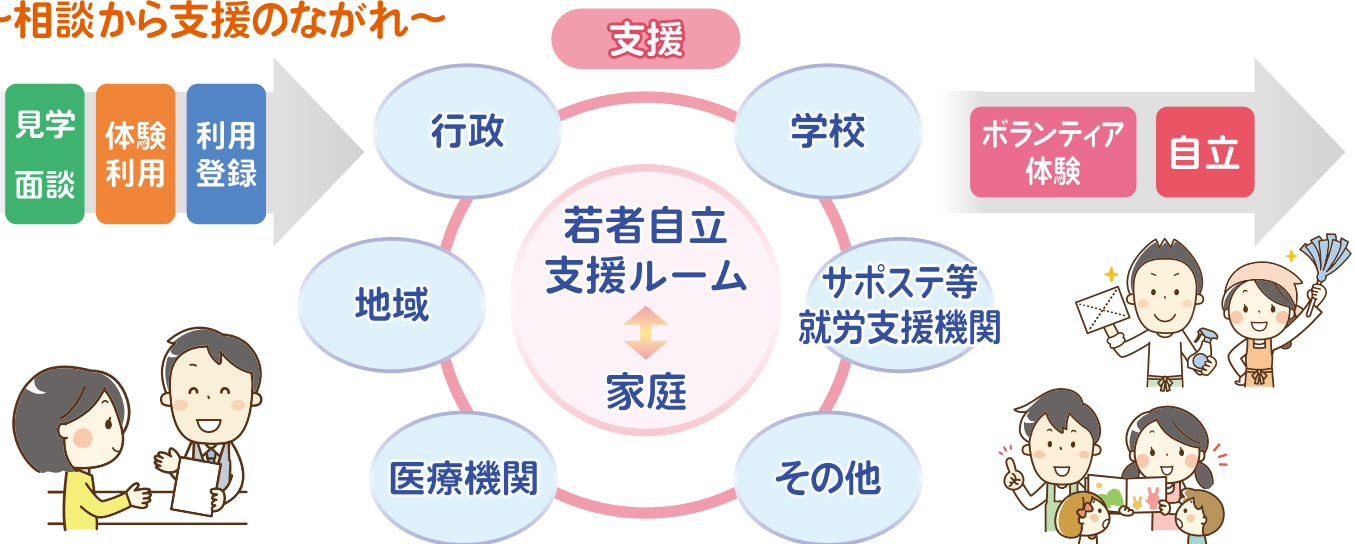 ～相談から支援のながれ～
見学
面談
体験
利用
利用
登録
支援
行政
学校
地域
サポステ等
就労支援機関
医療機関
その他
若者自立
支援ルーム
家庭
ボランティア
体験
自立